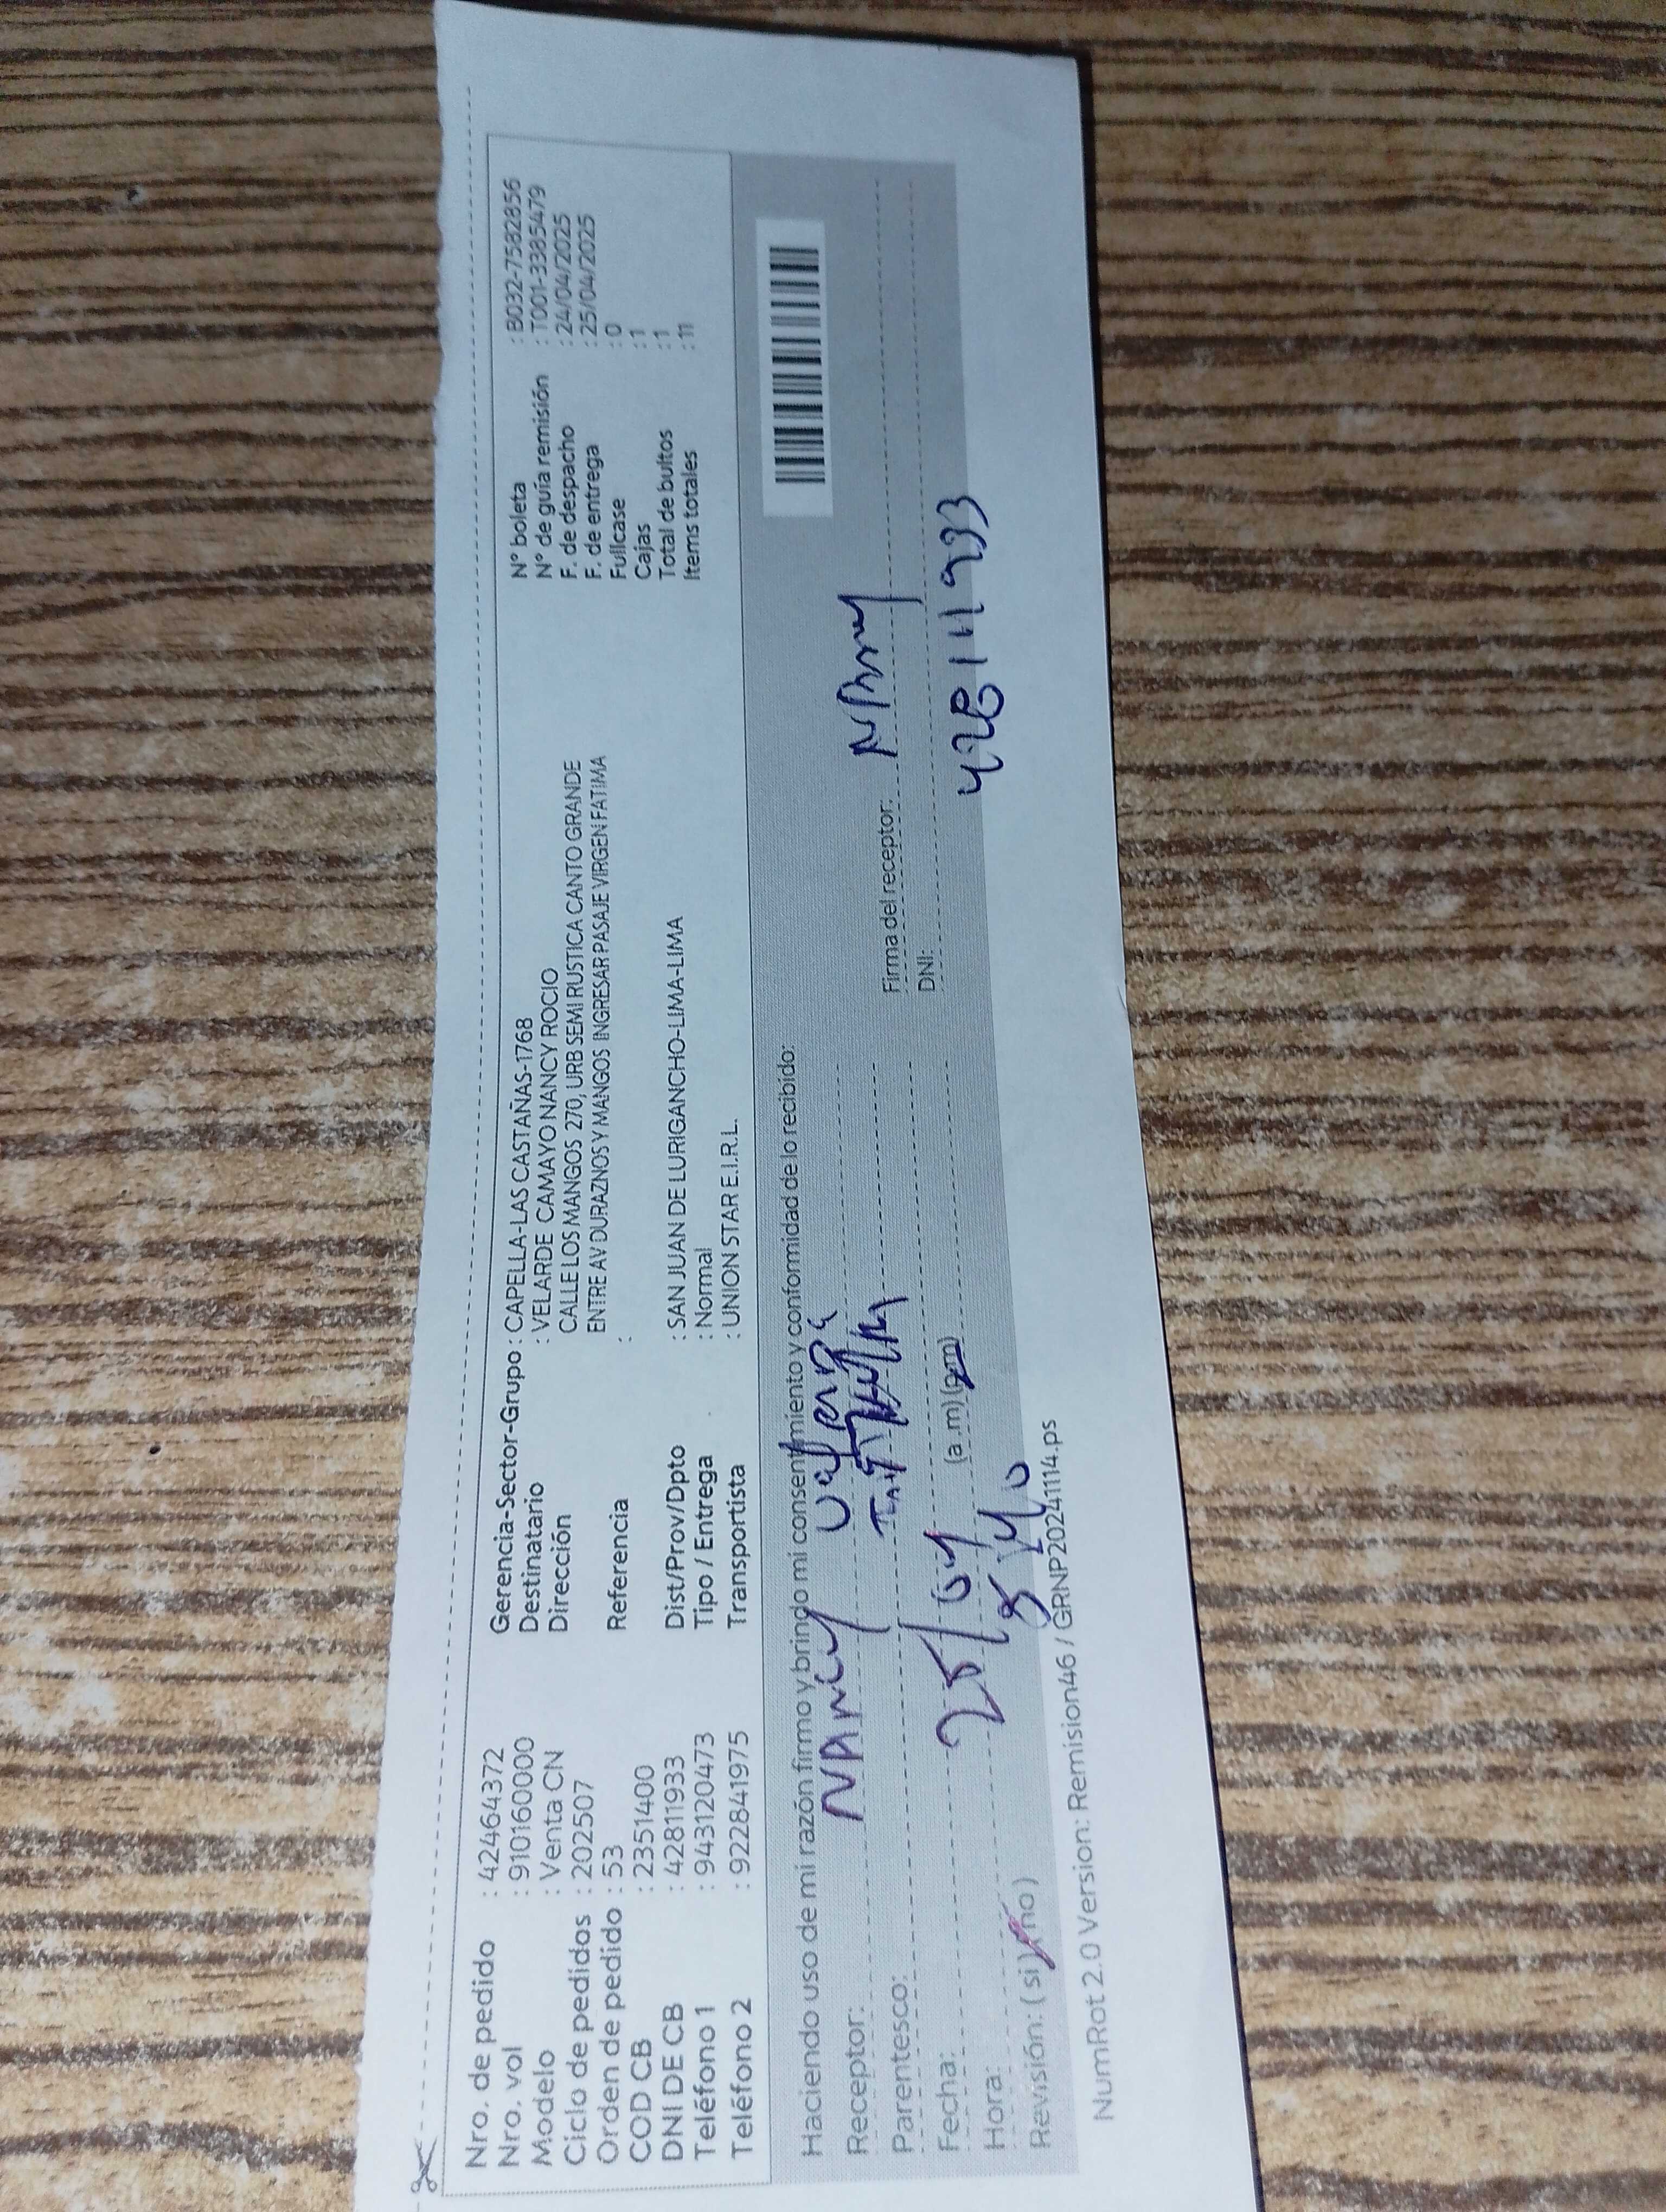 Nro. de pedido : 42464372
Nro. vol : 9101600000
Modelo : Venta CN
Ciclo de pedidos : 202507
Orden de pedido : 53
COD CB : 2351400
DNI DE CB : 42811933
Teléfono 1 : 943120473
Teléfono 2 : 922841975
Gerencia-Sector-Grupo : CAPELLA-LAS CASTAÑAS-1768
Destinatario : VELARDE CAMAYO NANCY ROCIO
Dirección CALLE LOS MANGOS 270, URB SEMI RUSTICA CANTO GRANDE
ENTRE AV DURAZNOS Y MANGOS INGRESAR PASAJE VIRGEN FATIMA
Referencia :
Dist/Prov/Dpto : SAN JUAN DE LURIGANCHO-LIMA-LIMA
Tipo / Entrega : Normal
Transportista : UNION STAR E.I.R.L.
N° boleta : B032-7582856
N° de guía remisión : T001-3385479
F. de despacho : 24/04/2025
F. de entrega : 25/04/2025
Fullcase : 0
Cajas : 1
Total de bultos : 1
Items totales : 11
Haciendo uso de mi razón firmo y brindo mi consentimiento y conformidad de lo recibido:
Receptor: NANCY
Parentesco:
Fecha: 25/04
Hora: 8 40 (a.m) (p.m)
Revisión: ( si ) ( no )
Firma del receptor:
DNI: 42811933
NumRot 2.0 Version: Remision46 / GRNP20241114.ps